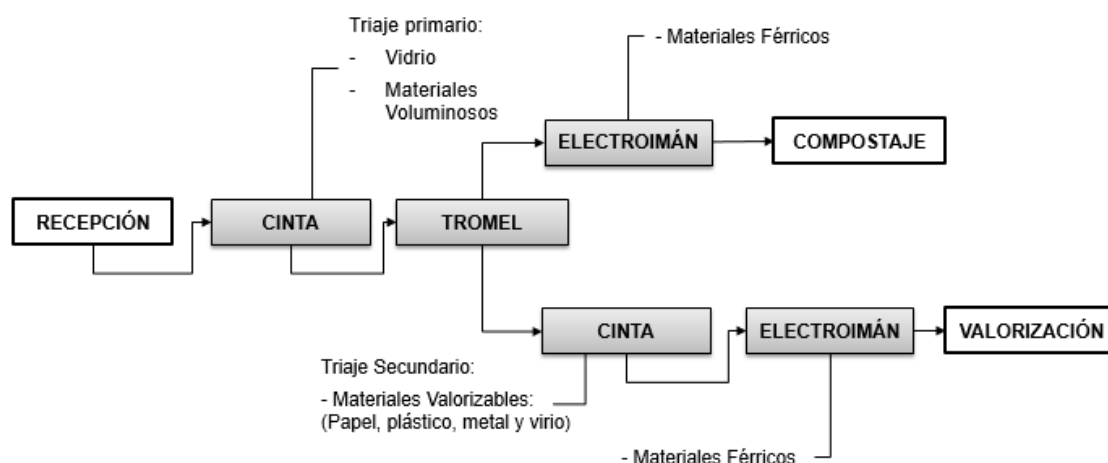 Triaje primario:
- Vidrio
- Materiales
Voluminosos
- Materiales Férricos
ELECTROIMÁN
COMPOSTAJE
RECEPCIÓN
CINTA
TROMEL
CINTA
ELECTROIMÁN
VALORIZACIÓN
Triaje Secundario:
- Materiales Valorizables:
(Papel, plástico, metal y virio)
- Materiales Férricos